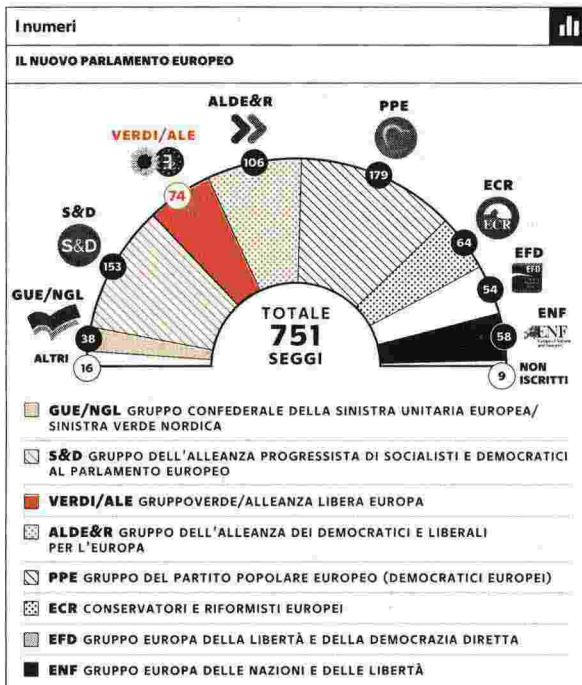 I numeri
IL NUOVO PARLAMENTO EUROPEO
ALDE&R
PPE
VERDI/ALE
106
179
74
ECR
S&D
ECR
S&D
64
EFD
153
EFD
54
GUE/NGL
ENF
TOTALE
751
SEGGI
38
58
ENF
ALTRI
16
9
NON
ISCRITTI
GUE/NGL GRUPPO CONFEDERALE DELLA SINISTRA UNITARIA EUROPEA/
SINISTRA VERDE NORDICA
S&D GRUPPO DELL'ALLEANZA PROGRESSISTA DI SOCIALISTI E DEMOCRATICI
AL PARLAMENTO EUROPEO
VERDI/ALE GRUPPOVERDE/ALLEANZA LIBERA EUROPA
ALDE&R GRUPPO DELL'ALLEANZA DEI DEMOCRATICI E LIBERALI
PER L'EUROPA
PPE GRUPPO DEL PARTITO POPOLARE EUROPEO (DEMOCRATICI EUROPEI)
ECR CONSERVATORI E RIFORMISTI EUROPEI
EFD GRUPPO EUROPA DELLA LIBERTÀ E DELLA DEMOCRAZIA DIRETTA
ENF GRUPPO EUROPA DELLE NAZIONI E DELLE LIBERTÀ